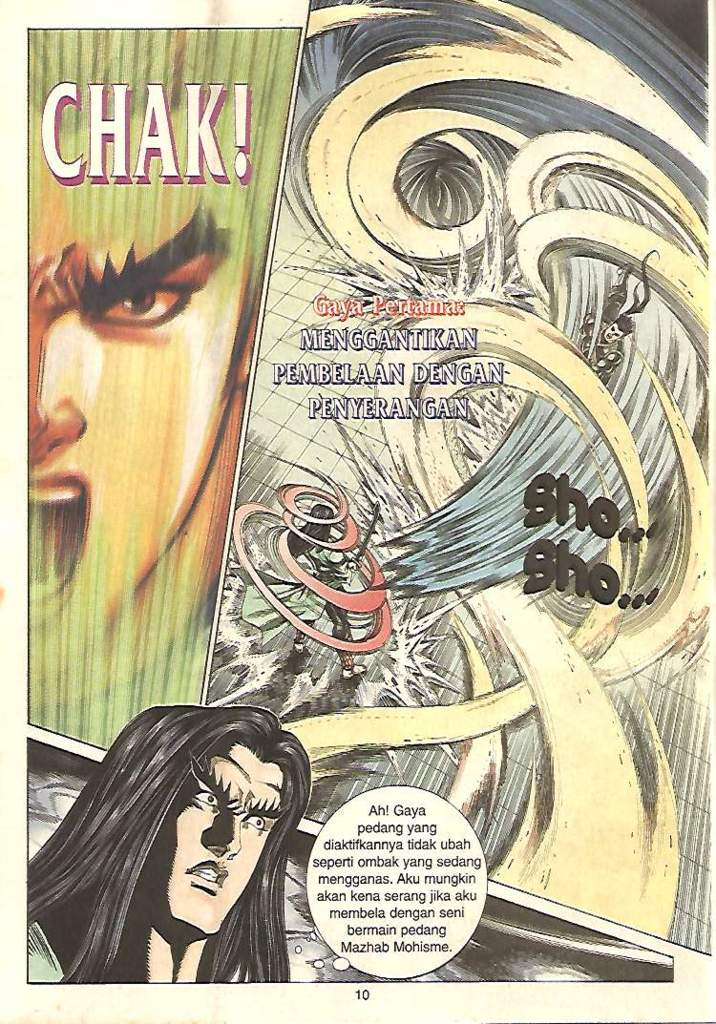 CHAK!
Gaya Pertama:
MENGGANTIKAN
PEMBELAAN DENGAN
PENYERANGAN
Sho...
Sho...
Ah! Gaya
pedang yang
diaktifkannya tidak ubah
seperti ombak yang sedang
mengganas. Aku mungkin
akan kena serang jika aku
membela dengan seni
bermain pedang
Mazhab Mohisme.
10